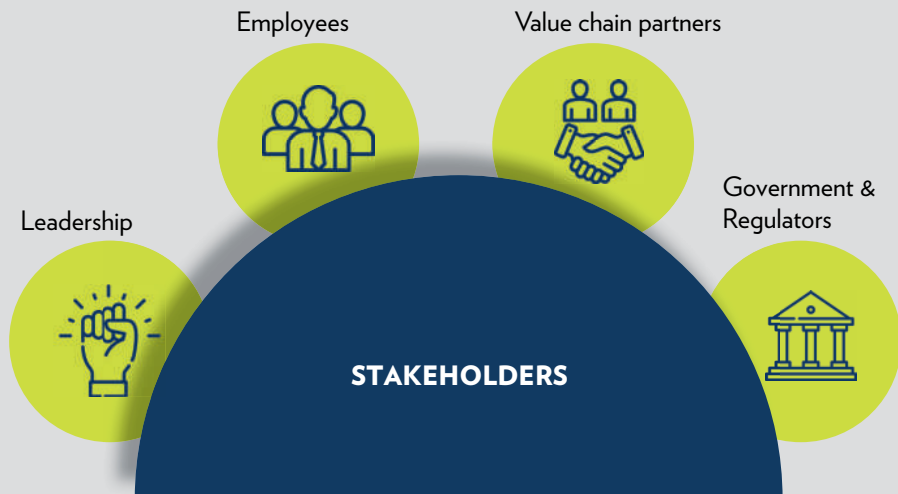 Employees
Value chain partners
Leadership
Government &
Regulators
STAKEHOLDERS